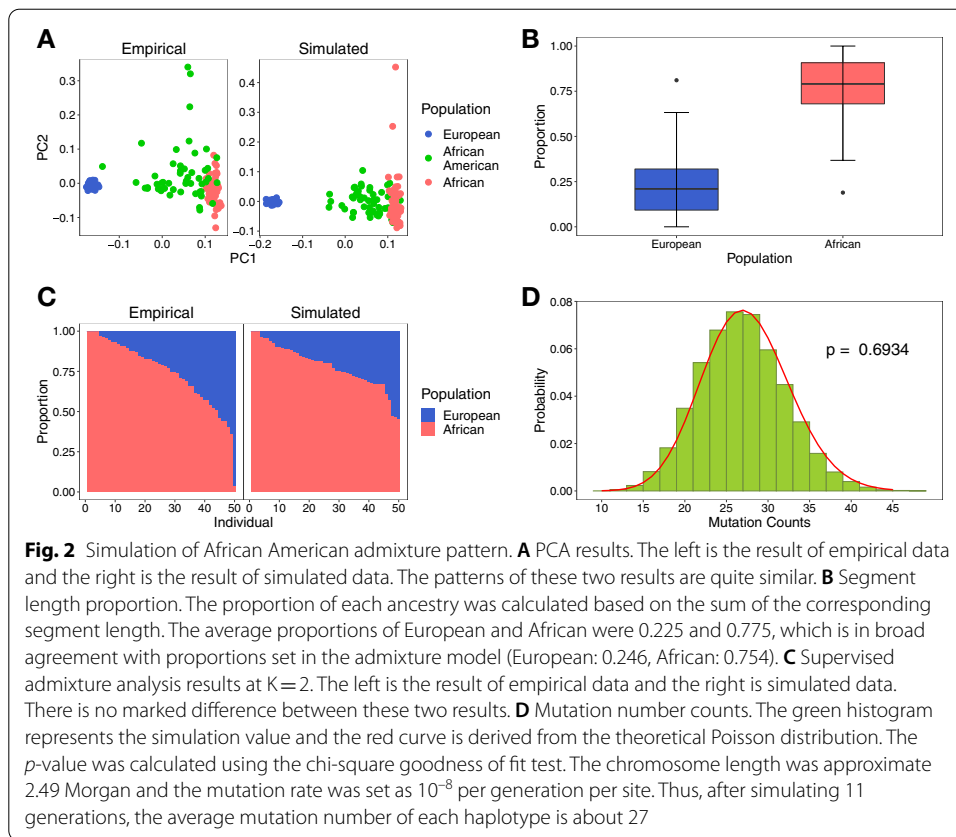 A
Empirical
Simulated
PC2
0.3
0.2
0.1
0.0
−0.1
−0.1
0.0
0.1
0.4
0.3
0.2
0.1
0.0
−0.1
−0.2
−0.1
0.0
0.1
PC1
Population
European
African
American
African
B
Proportion
1.00
0.75
0.50
0.25
0.00
European
African
Population
C
Empirical
Simulated
Proportion
1.00
0.75
0.50
0.25
0.00
0 10 20 30 40 50
0 10 20 30 40 50
Individual
Population
European
African
D
Probability
0.08
0.06
0.04
0.02
0.00
p = 0.6934
10 15 20 25 30 35 40 45
Mutation Counts
Fig. 2 Simulation of African American admixture pattern. A PCA results. The left is the result of empirical data
and the right is the result of simulated data. The patterns of these two results are quite similar. B Segment
length proportion. The proportion of each ancestry was calculated based on the sum of the corresponding
segment length. The average proportions of European and African were 0.225 and 0.775, which is in broad
agreement with proportions set in the admixture model (European: 0.246, African: 0.754). C Supervised
admixture analysis results at K=2. The left is the result of empirical data and the right is simulated data.
There is no marked difference between these two results. D Mutation number counts. The green histogram
represents the simulation value and the red curve is derived from the theoretical Poisson distribution. The
p-value was calculated using the chi-square goodness of fit test. The chromosome length was approximate
2.49 Morgan and the mutation rate was set as 10⁻⁸ per generation per site. Thus, after simulating 11
generations, the average mutation number of each haplotype is about 27